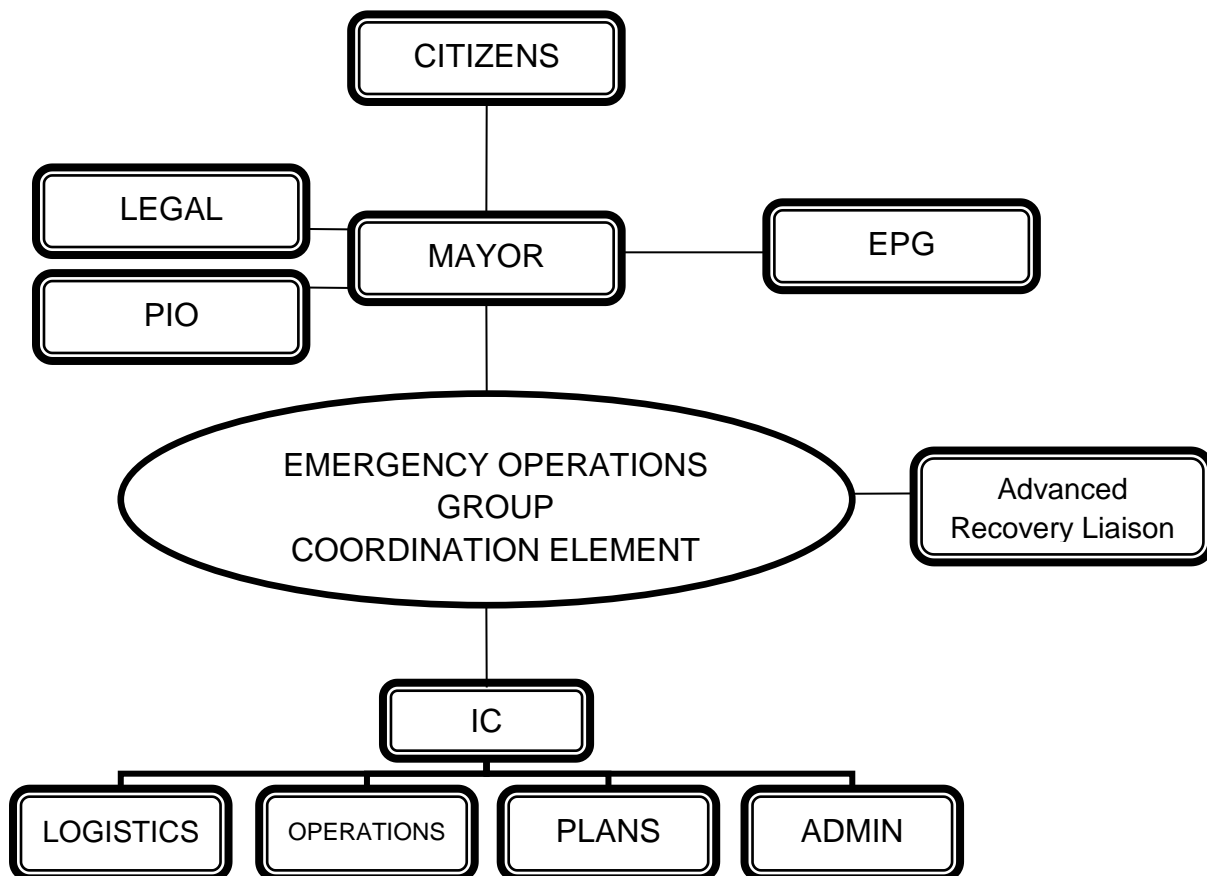 CITIZENS
LEGAL
MAYOR
EPG
PIO
EMERGENCY OPERATIONS
GROUP
COORDINATION ELEMENT
Advanced
Recovery Liaison
IC
LOGISTICS
OPERATIONS
PLANS
ADMIN